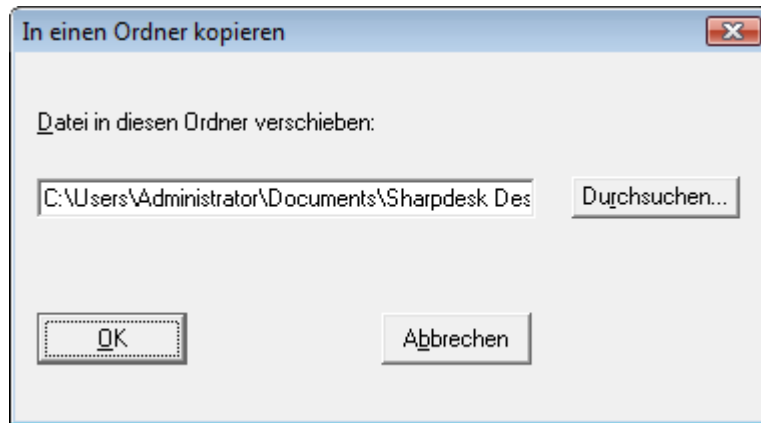 In einen Ordner kopieren
Datei in diesen Ordner verschieben:
C:\Users\Administrator\Documents\Sharpdesk Des
Durchsuchen...
OK
Abbrechen